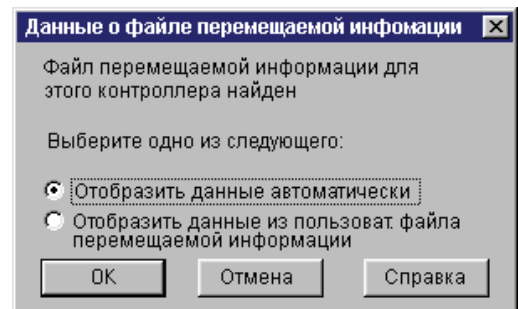 Данные о файле перемещаемой инфомации
Файл перемещаемой информации для
этого контроллера найден
Выберите одно из следующего:
Отобразить данные автоматически
Отобразить данные из пользоват. файла
перемещаемой информации
OK Отмена Справка